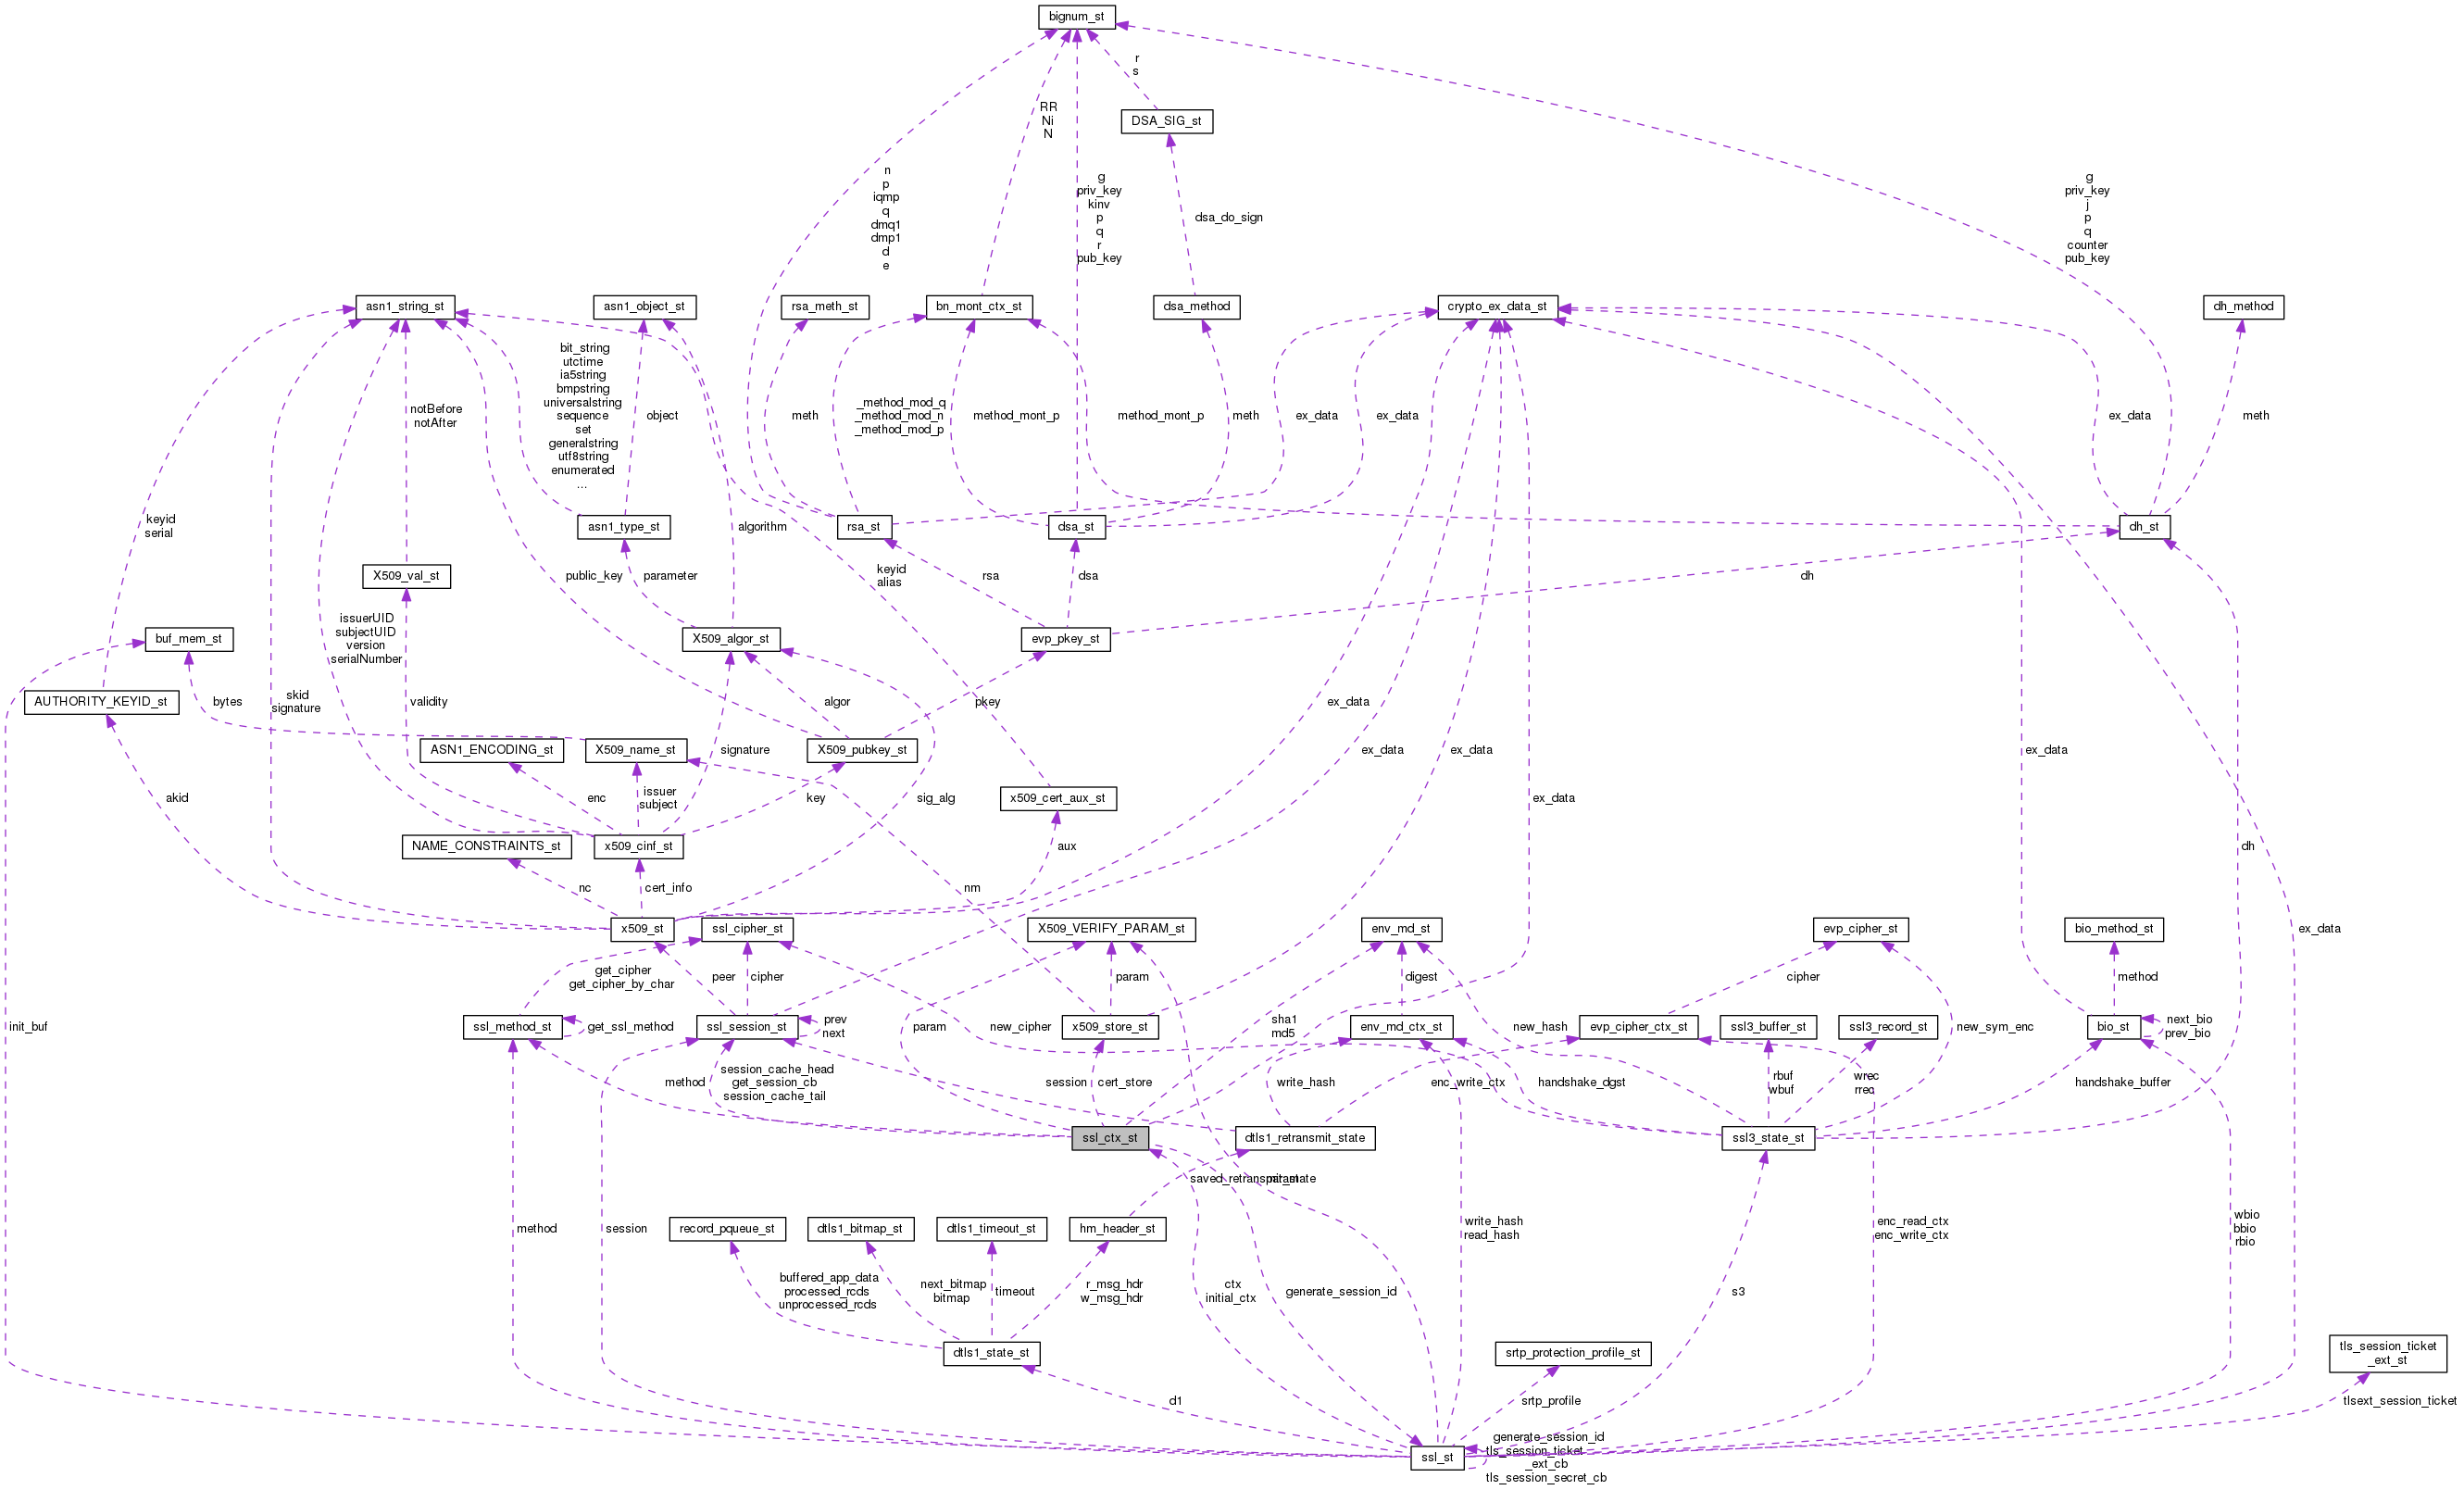 bignum_st
r
s
RR
Ni
N
DSA_SIG_st
n
p
iqmp
q
dmq1
dmp1
d
e
g
priv_key
kinv
p
q
r
pub_key
dsa_do_sign
g
priv_key
j
p
q
counter
pub_key
asn1_string_st
asn1_object_st
rsa_meth_st
bn_mont_ctx_st
dsa_method
crypto_ex_data_st
dh_method
bit_string
utctime
ia5string
bmpstring
universalstring
sequence
set
generalstring
utf8string
enumerated
...
notBefore
notAfter
object
meth
_method_mod_q
_method_mod_n
_method_mod_p
method_mont_p
method_mont_p
meth
ex_data
ex_data
ex_data
meth
keyid
serial
asn1_type_st
algorithm
rsa_st
dsa_st
dh_st
X509_val_st
public_key
parameter
keyid
alias
rsa
dsa
dh
issuerUID
subjectUID
version
serialNumber
buf_mem_st
X509_algor_st
evp_pkey_st
AUTHORITY_KEYID_st
bytes
skid
signature
validity
algor
pkey
ex_data
ASN1_ENCODING_st
X509_name_st
signature
X509_pubkey_st
ex_data
ex_data
ex_data
akid
enc
issuer
subject
key
sig_alg
x509_cert_aux_st
ex_data
NAME_CONSTRAINTS_st
x509_cinf_st
aux
dh
nc
cert_info
nm
x509_st
ssl_cipher_st
X509_VERIFY_PARAM_st
env_md_st
evp_cipher_st
bio_method_st
ex_data
get_cipher
get_cipher_by_char
peer
cipher
param
digest
cipher
method
init_buf
ssl_method_st
get_ssl_method
ssl_session_st
prev
next
param
new_cipher
x509_store_st
sha1
md5
env_md_ctx_st
new_hash
evp_cipher_ctx_st
ssl3_buffer_st
ssl3_record_st
new_sym_enc
bio_st
next_bio
prev_bio
method
session_cache_head
get_session_cb
session_cache_tail
session
cert_store
write_hash
enc_write_ctx
handshake_dgst
rbuf
wbuf
wrec
rrec
handshake_buffer
ssl_ctx_st
dtls1_retransmit_state
ssl3_state_st
saved_retransmit_state
param
method
session
record_pqueue_st
dtls1_bitmap_st
dtls1_timeout_st
hm_header_st
write_hash
read_hash
enc_read_ctx
enc_write_ctx
wbio
bbio
rbio
buffered_app_data
processed_rcds
unprocessed_rcds
next_bitmap
bitmap
timeout
r_msg_hdr
w_msg_hdr
ctx
initial_ctx
generate_session_id
s3
dtls1_state_st
srtp_protection_profile_st
tls_session_ticket
_ext_st
d1
srtp_profile
tlsext_session_ticket
ssl_st
generate_session_id
tls_session_ticket
_ext_cb
tls_session_secret_cb